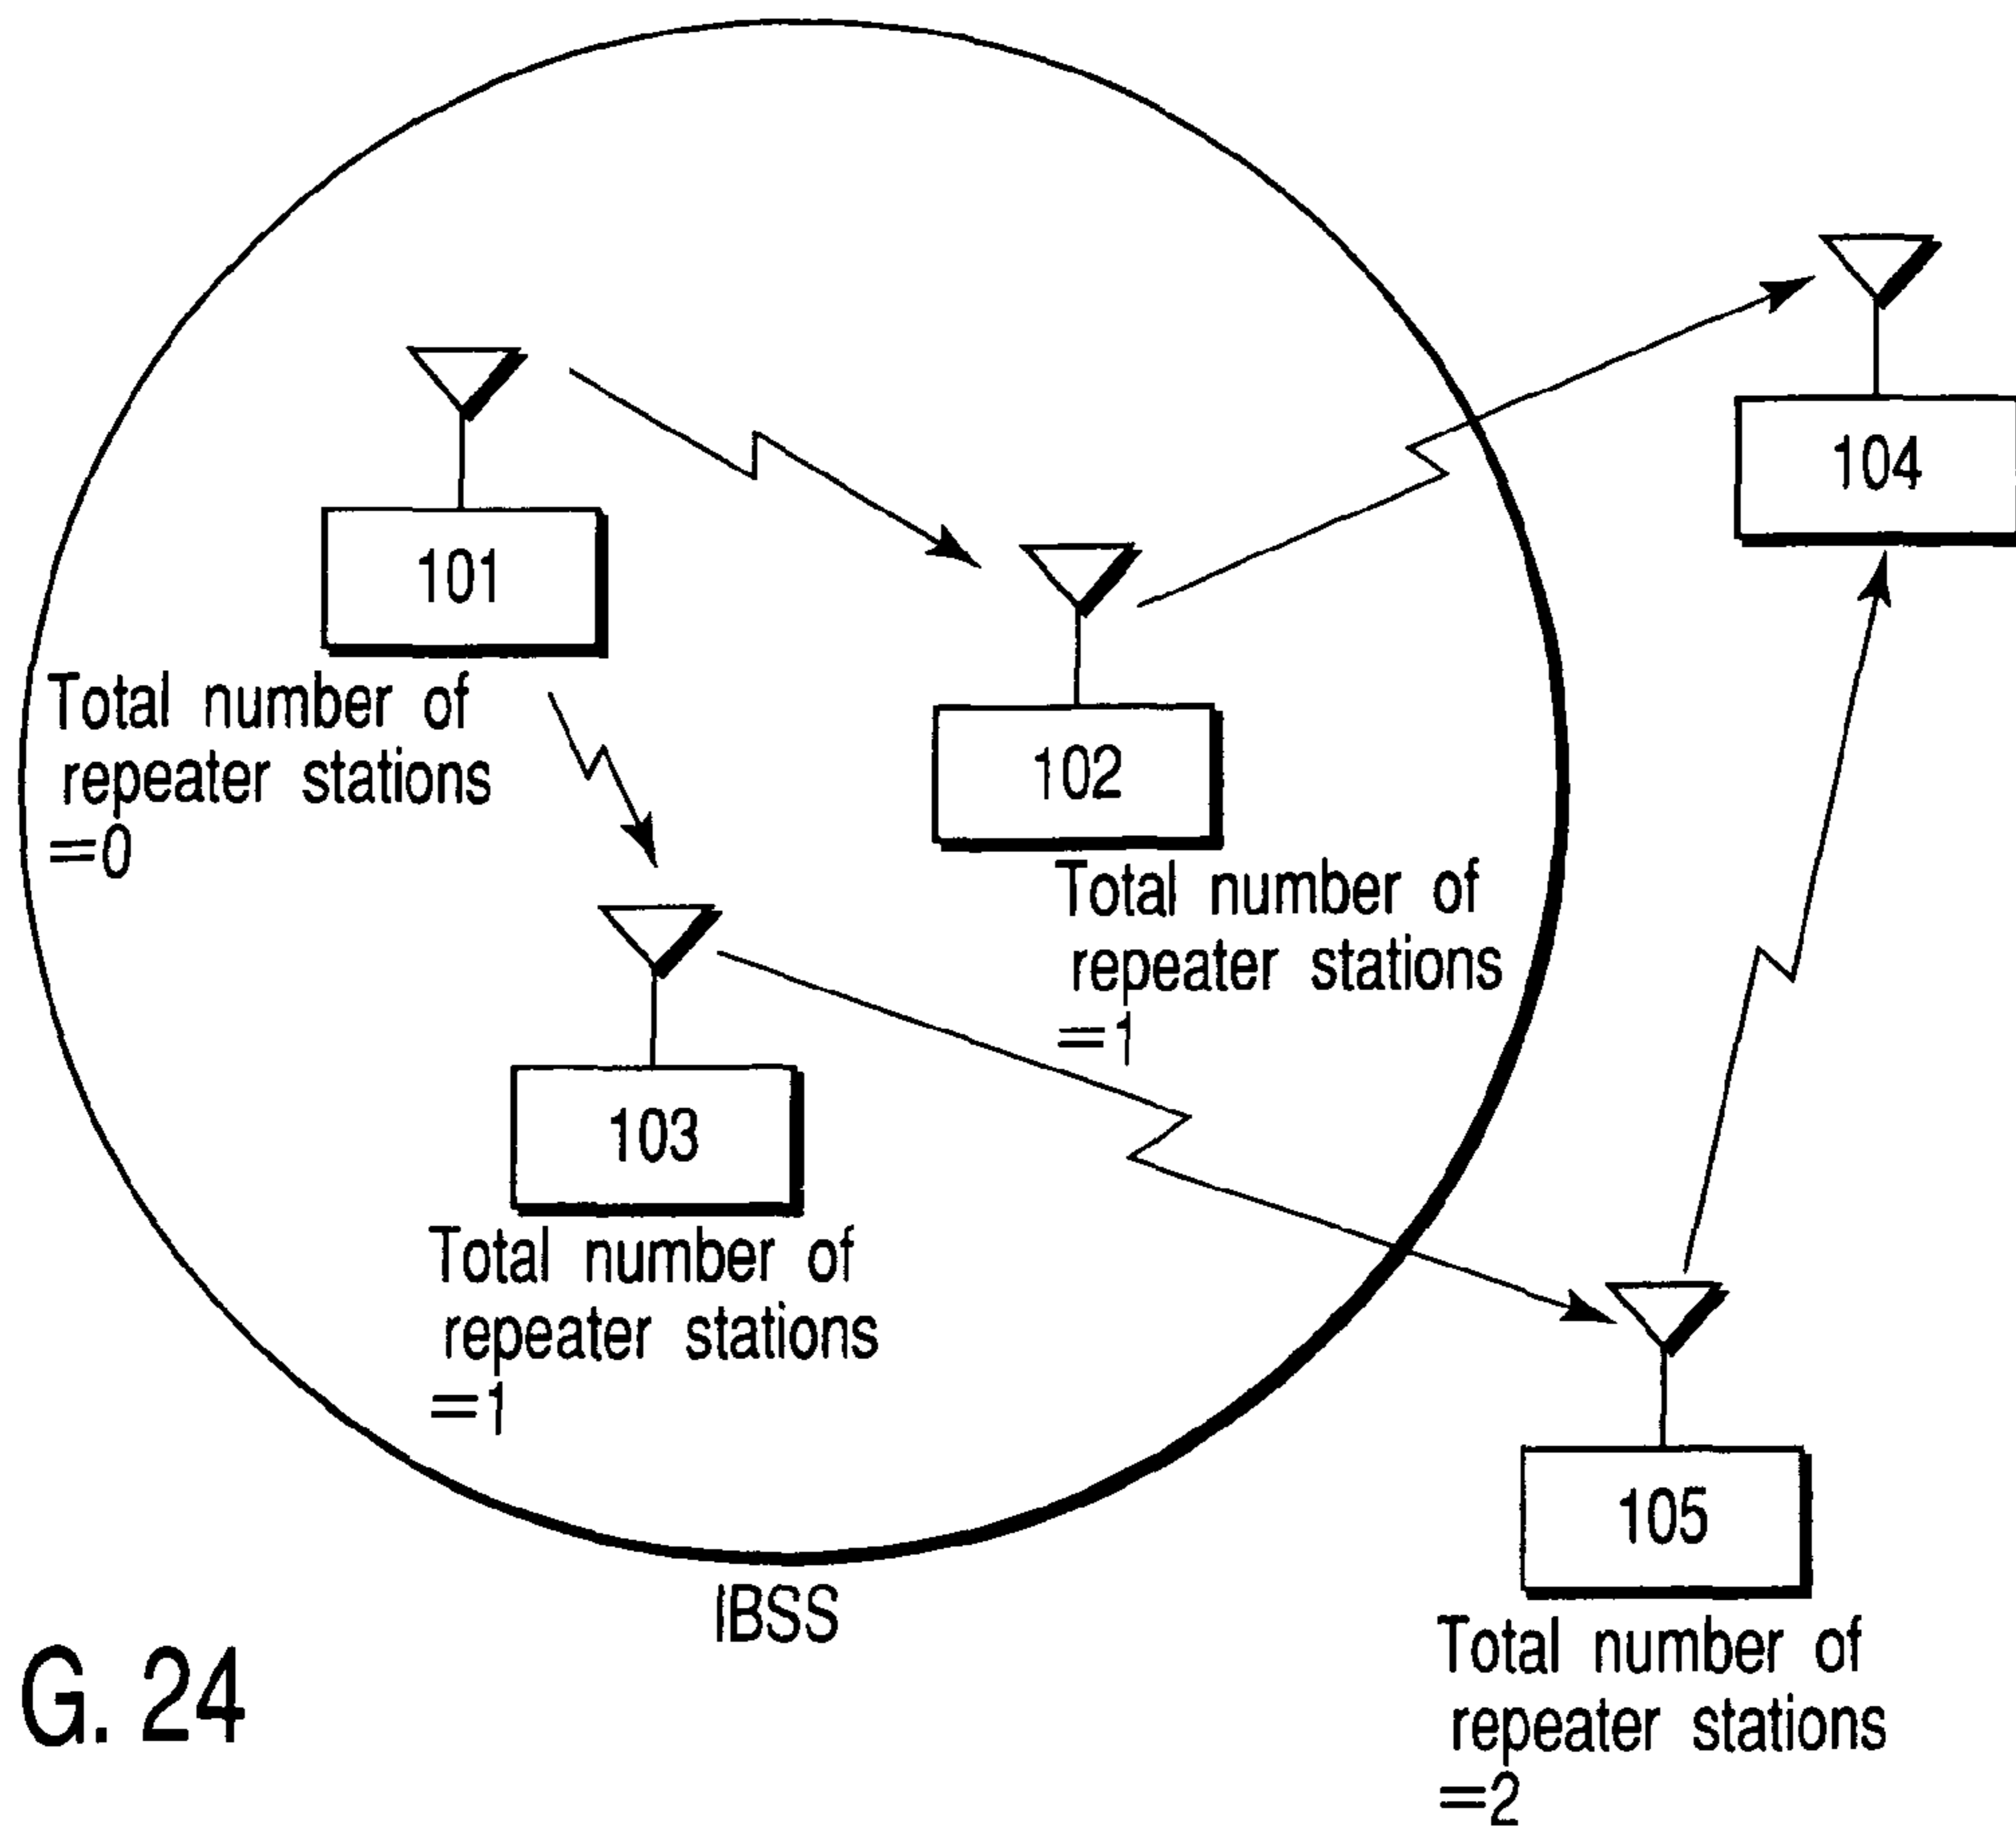 104
101
Total number of
repeater stations
=0
102
Total number of
repeater stations
=1
103
Total number of
repeater stations
=1
105
Total number of
repeater stations
=2
IBSS
G. 24